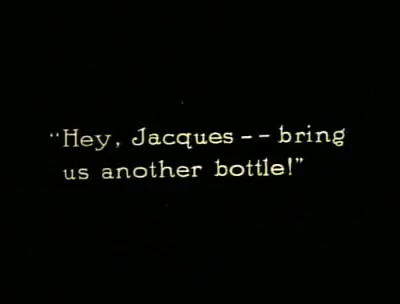 “Hey, Jacques -- bring
us another bottle!”